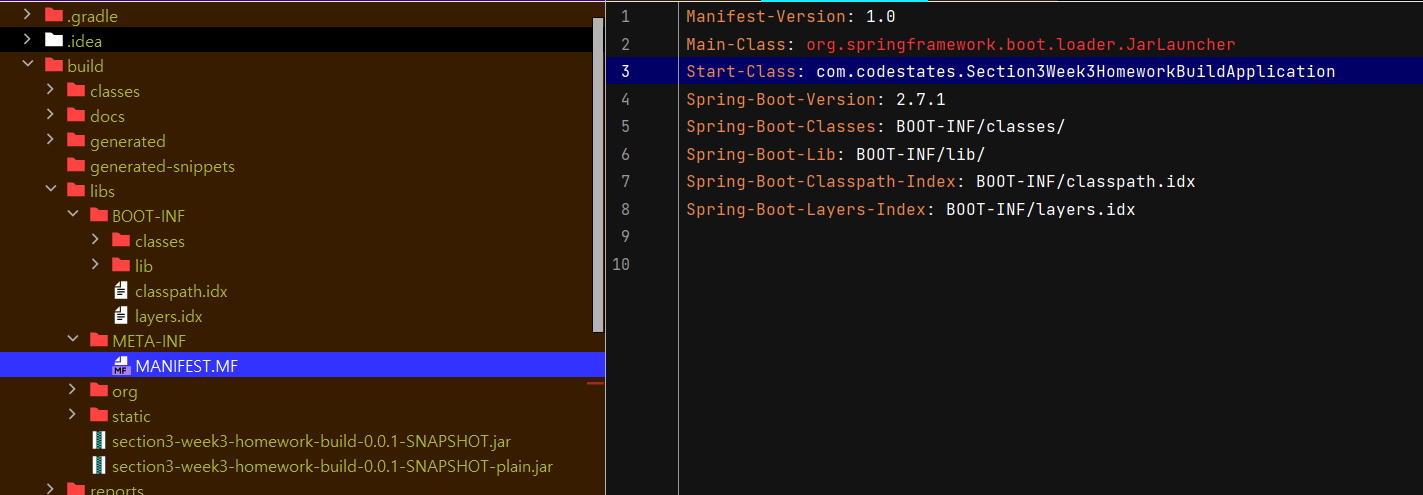 .gradle
.idea
build
classes
docs
generated
generated-snippets
libs
BOOT-INF
classes
lib
classpath.idx
layers.idx
META-INF
MANIFEST.MF
org
static
section3-week3-homework-build-0.0.1-SNAPSHOT.jar
section3-week3-homework-build-0.0.1-SNAPSHOT-plain.jar
reports
1 Manifest-Version: 1.0
2 Main-Class: org.springframework.boot.loader.JarLauncher
3 Start-Class: com.codestates.Section3Week3HomeworkBuildApplication
4 Spring-Boot-Version: 2.7.1
5 Spring-Boot-Classes: BOOT-INF/classes/
6 Spring-Boot-Lib: BOOT-INF/lib/
7 Spring-Boot-Classpath-Index: BOOT-INF/classpath.idx
8 Spring-Boot-Layers-Index: BOOT-INF/layers.idx
9
10